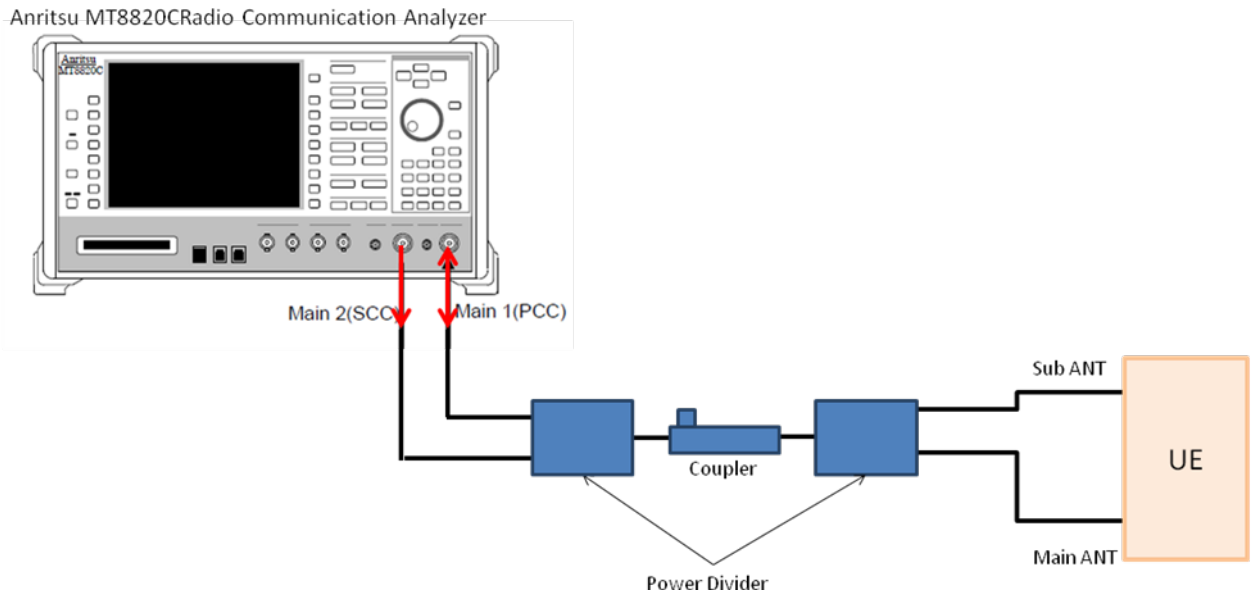 Anritsu MT8820CRadio Communication Analyzer
Anritsu
MT8820C
Main 2(SCC)
Main 1(PCC)
Sub ANT
UE
Coupler
Main ANT
Power Divider